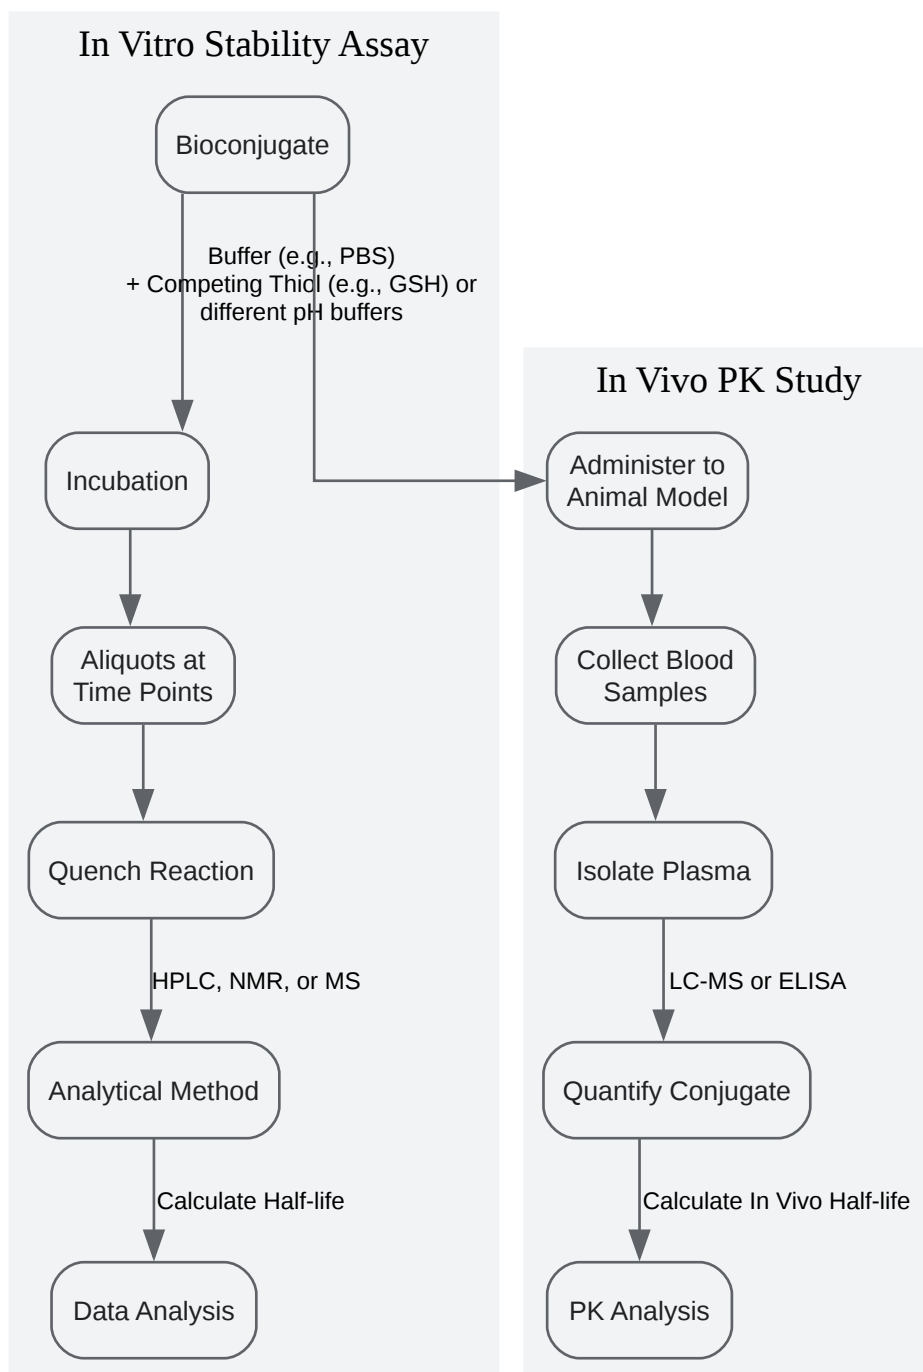 In Vitro Stability Assay
Bioconjugate
Buffer (e.g., PBS)
+ Competing Thiol (e.g., GSH) or
different pH buffers
Incubation
Aliquots at
Time Points
Quench Reaction
HPLC, NMR, or MS
Analytical Method
Calculate Half-life
Data Analysis
In Vivo PK Study
Administer to
Animal Model
Collect Blood
Samples
Isolate Plasma
LC-MS or ELISA
Quantify Conjugate
Calculate In Vivo Half-life
PK Analysis